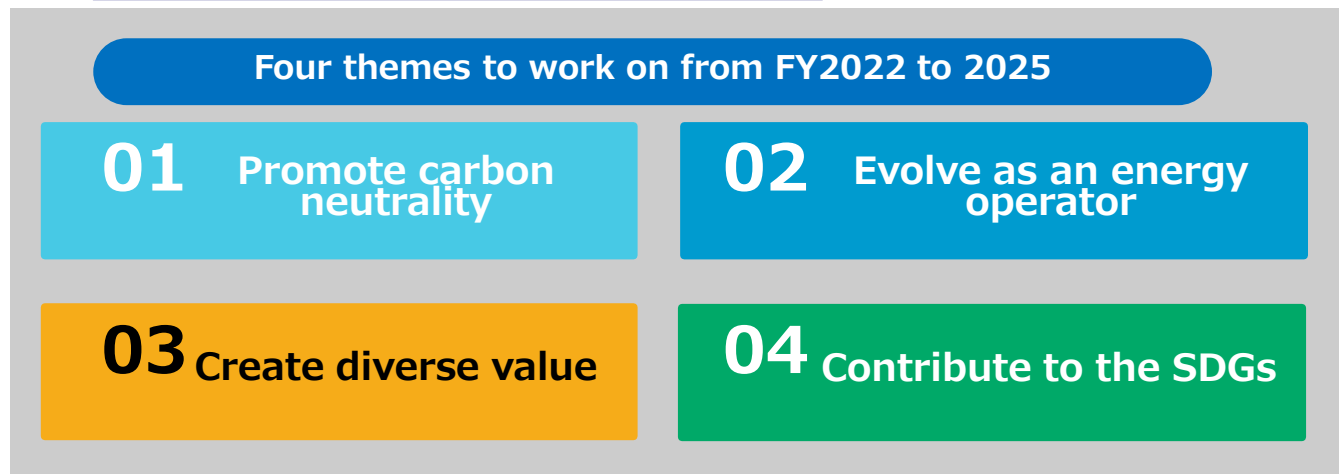 Four themes to work on from FY2022 to 2025
01 Promote carbon
neutrality
02 Evolve as an energy
operator
03 Create diverse value
04 Contribute to the SDGs